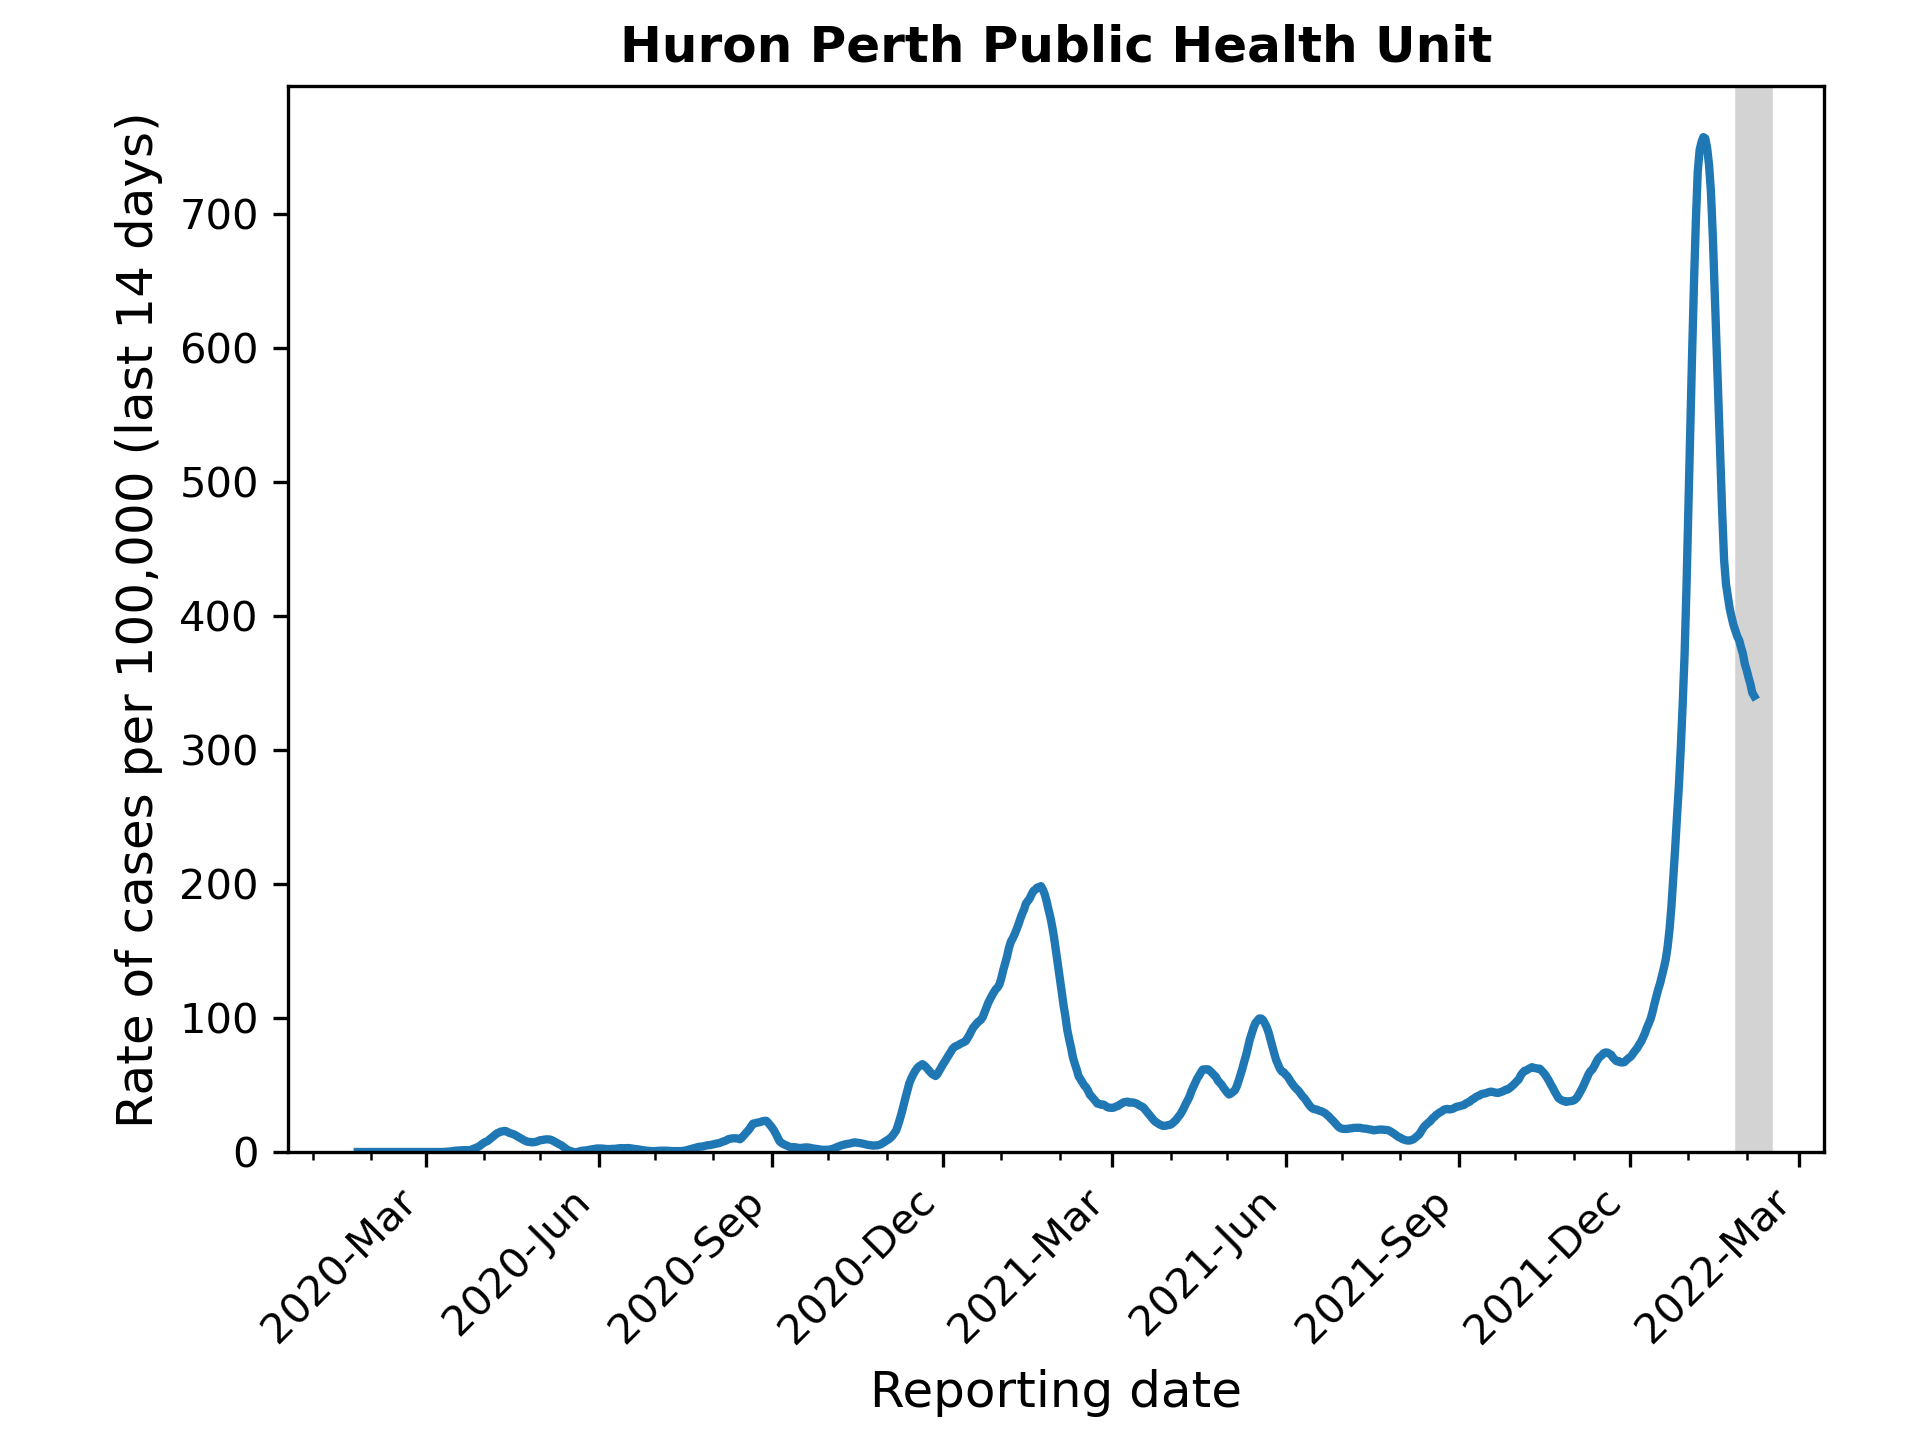 Huron Perth Public Health Unit
Rate of cases per 100,000 (last 14 days)
700
600
500
400
300
200
100
0
2020-Mar
2020-Jun
2020-Sep
2020-Dec
2021-Mar
2021-Jun
2021-Sep
2021-Dec
2022-Mar
Reporting date